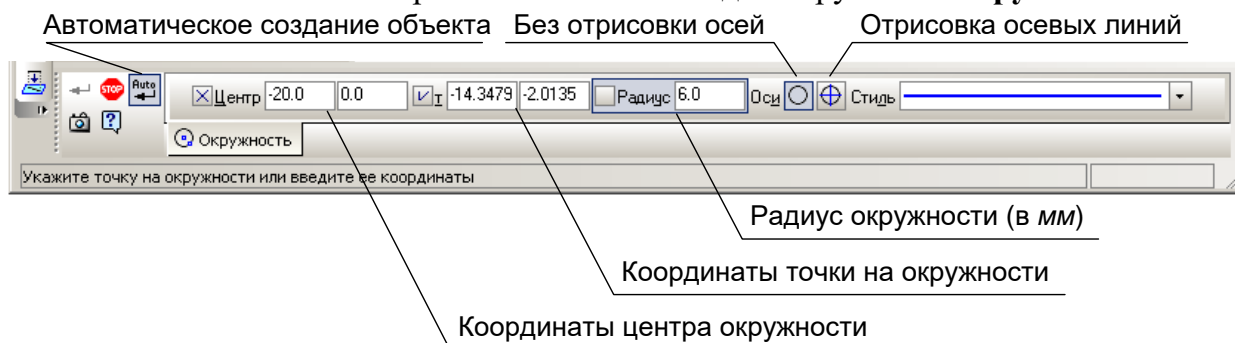 Автоматическое создание объекта Без отрисовки осей Отрисовка осевых линий
STOP Auto Центр -20.0 0.0 т -14.3479 -2.0135 Радиус 6.0 Оси Стиль
Окружность
Укажите точку на окружности или введите ее координаты
Радиус окружности (в мм)
Координаты точки на окружности
Координаты центра окружности